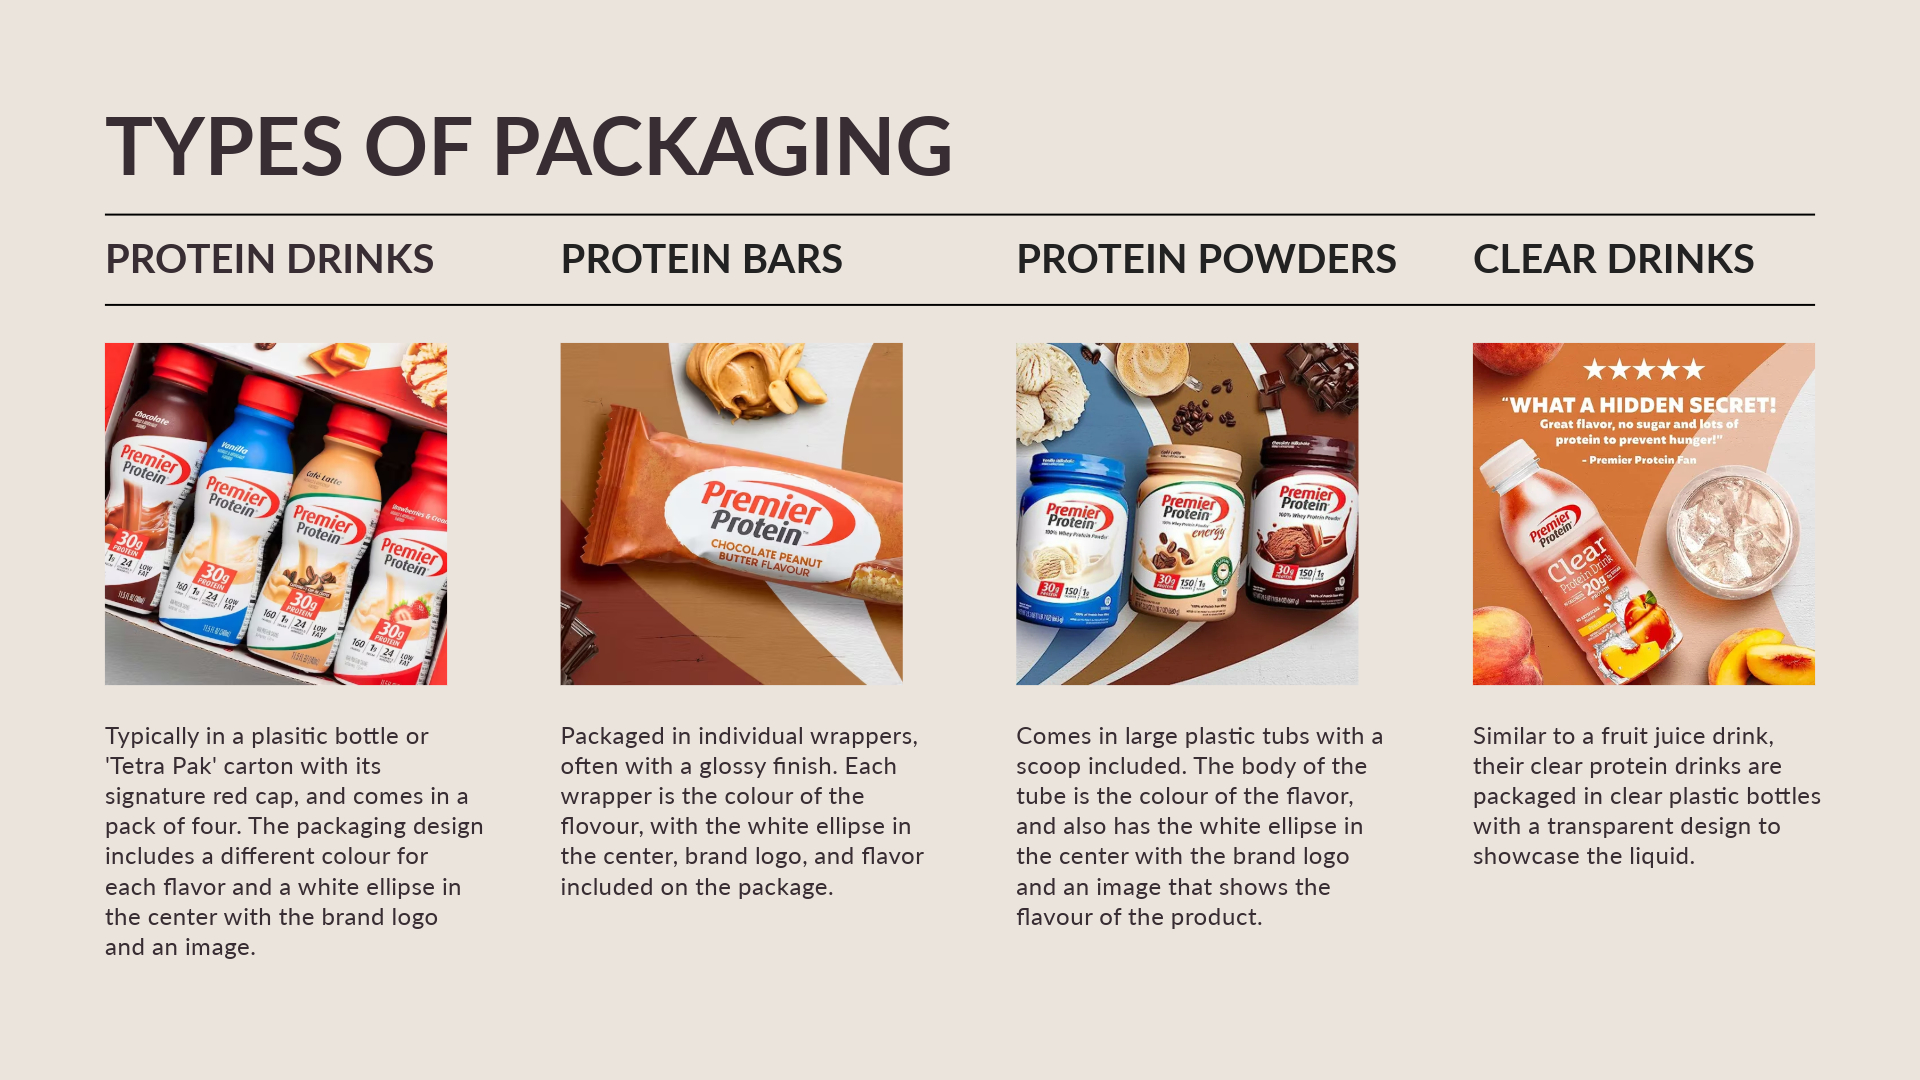 TYPES OF PACKAGING
PROTEIN DRINKS
PROTEIN BARS
PROTEIN POWDERS
CLEAR DRINKS
Chocolate
Premier
Protein
30g
PROTEIN
1g
24
LOW
FAT
Vanilla
Premier
Protein
30g
PROTEIN
160
1g
24
LOW
FAT
Café Latte
Premier
Protein
30g
PROTEIN
160
1g
24
LOW
FAT
Strawberries & Cream
Premier
Protein
30g
PROTEIN
160
1g
24
LOW
FAT
Typically in a plasitic bottle or
'Tetra Pak' carton with its
signature red cap, and comes in a
pack of four. The packaging design
includes a different colour for
each flavor and a white ellipse in
the center with the brand logo
and an image.
Premier
Protein
CHOCOLATE PEANUT
BUTTER FLAVOUR
Packaged in individual wrappers,
often with a glossy finish. Each
wrapper is the colour of the
flovour, with the white ellipse in
the center, brand logo, and flavor
included on the package.
Premier
Protein
100% Whey Protein Powder
30g
150
1g
Premier
Protein
energy
30g
150
1g
Premier
Protein
100% Whey Protein Powder
30g
150
1g
Comes in large plastic tubs with a
scoop included. The body of the
tube is the colour of the flavor,
and also has the white ellipse in
the center with the brand logo
and an image that shows the
flavour of the product.
“WHAT A HIDDEN SECRET!
Great flavor, no sugar and lots of
protein to prevent hunger!"
- Premier Protein Fan
Premier
Protein
Clear
Protein Drink
20g
Similar to a fruit juice drink,
their clear protein drinks are
packaged in clear plastic bottles
with a transparent design to
showcase the liquid.